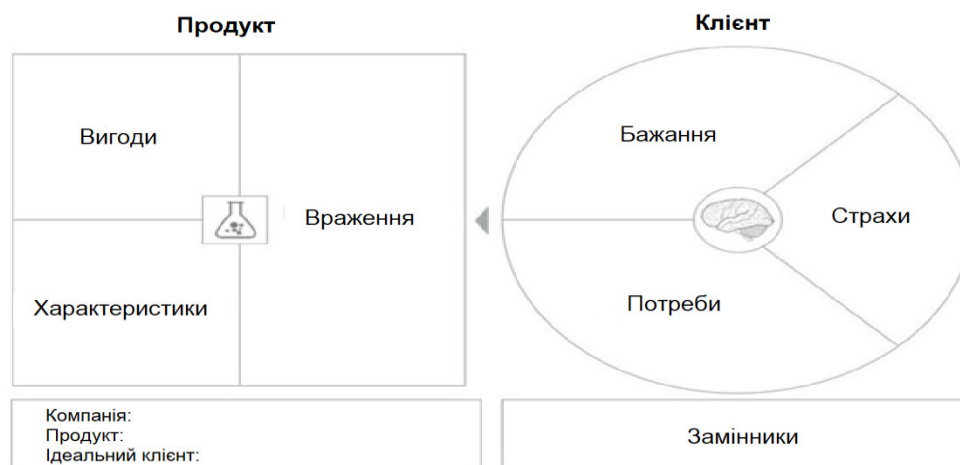 Продукт
Клієнт
Вигоди
Враження
Характеристики
Бажання
Страхи
Потреби
Компанія:
Продукт:
Ідеальний клієнт:
Замінники